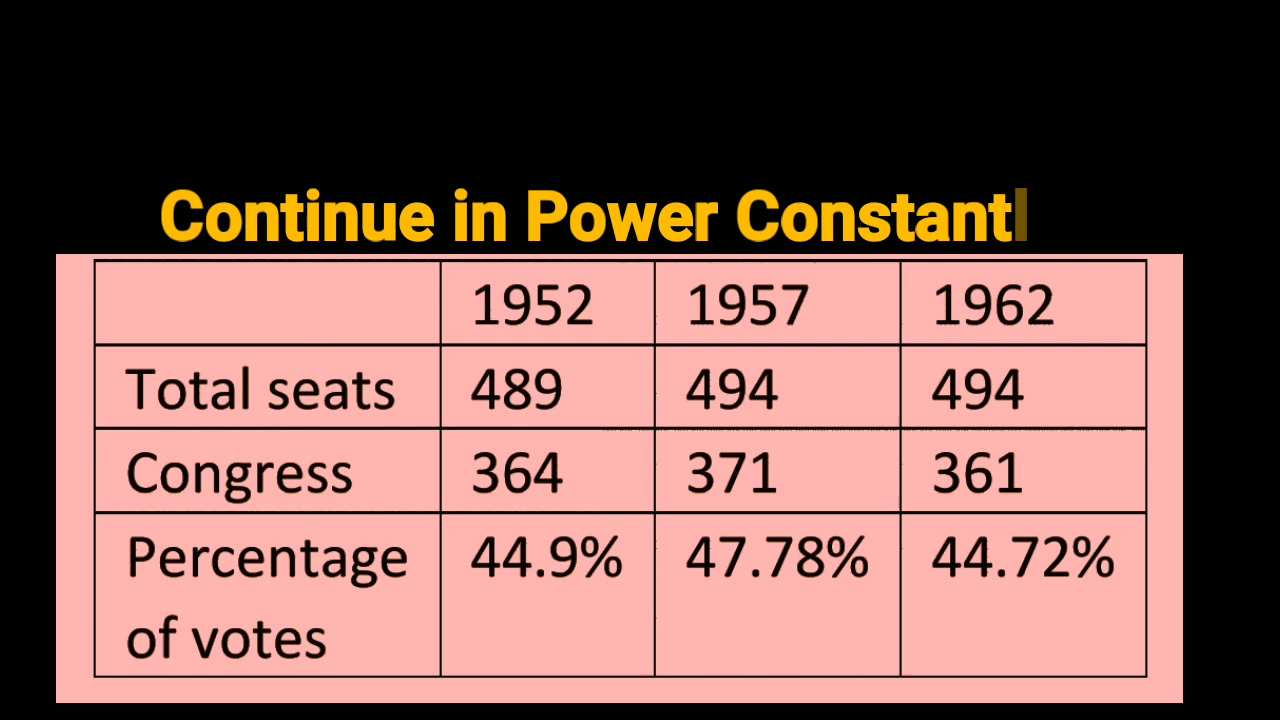 Continue in Power Constantl
1952 1957 1962
Total seats 489 494 494
Congress 364 371 361
Percentage 44.9% 47.78% 44.72%
of votes